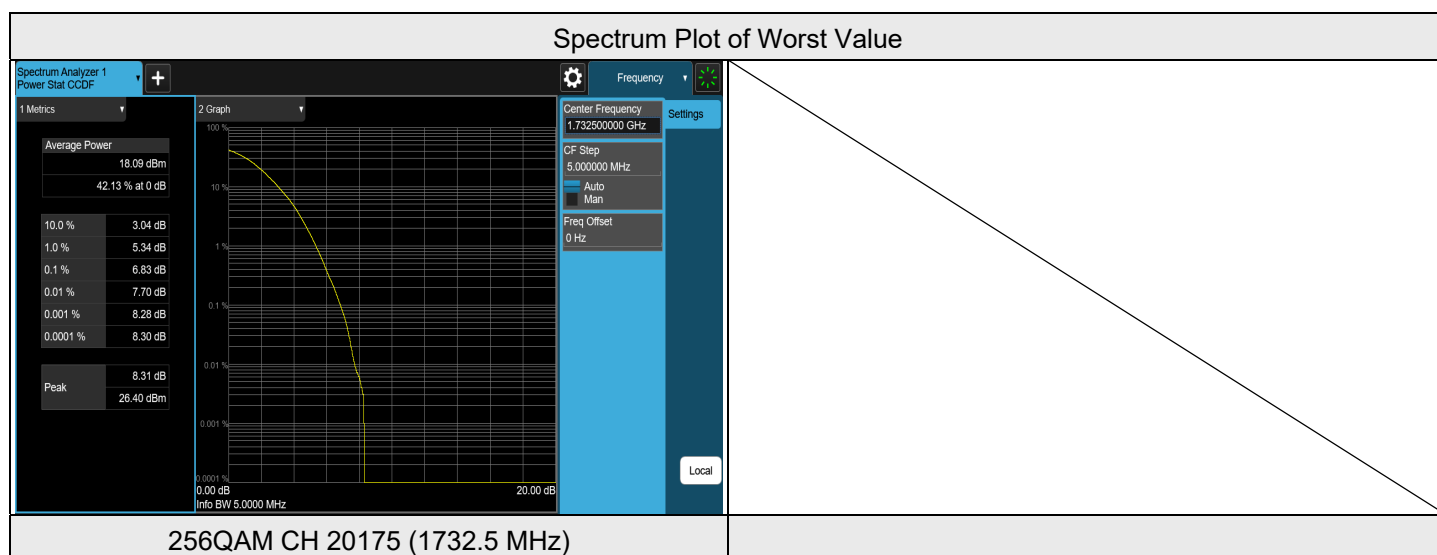 Spectrum Plot of Worst Value
Spectrum Analyzer 1
Power Stat CCDF
+
Frequency
1 Metrics
Average Power
18.09 dBm
42.13 % at 0 dB
10.0 % 3.04 dB
1.0 % 5.34 dB
0.1 % 6.83 dB
0.01 % 7.70 dB
0.001 % 8.28 dB
0.0001 % 8.30 dB
Peak 8.31 dB
26.40 dBm
2 Graph
100 %
10 %
1 %
0.1 %
0.01 %
0.001 %
0.0001 %
0.00 dB 20.00 dB
Info BW 5.0000 MHz
Center Frequency
1.732500000 GHz
CF Step
5.000000 MHz
Auto
Man
Freq Offset
0 Hz
Settings
Local
256QAM CH 20175 (1732.5 MHz)